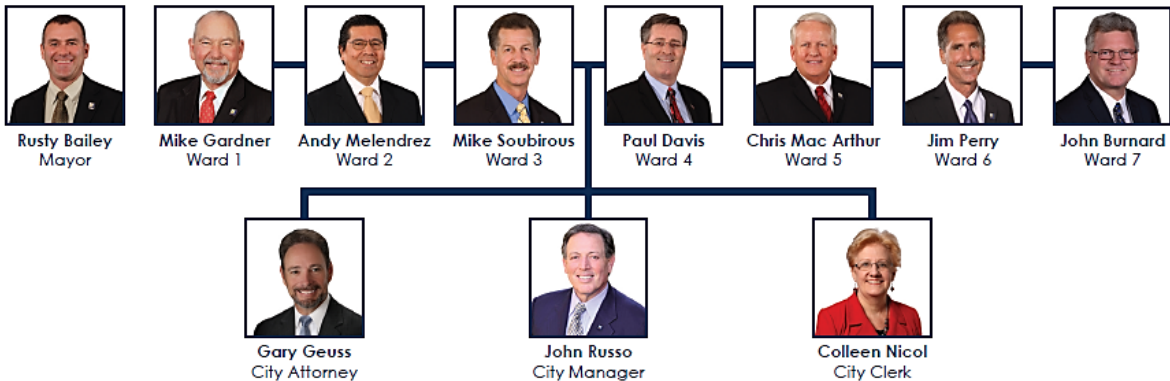 Rusty Bailey
Mayor
Mike Gardner
Ward 1
Andy Melendrez
Ward 2
Mike Soubirous
Ward 3
Paul Davis
Ward 4
Chris Mac Arthur
Ward 5
Jim Perry
Ward 6
John Burnard
Ward 7
Gary Geuss
City Attorney
John Russo
City Manager
Colleen Nicol
City Clerk